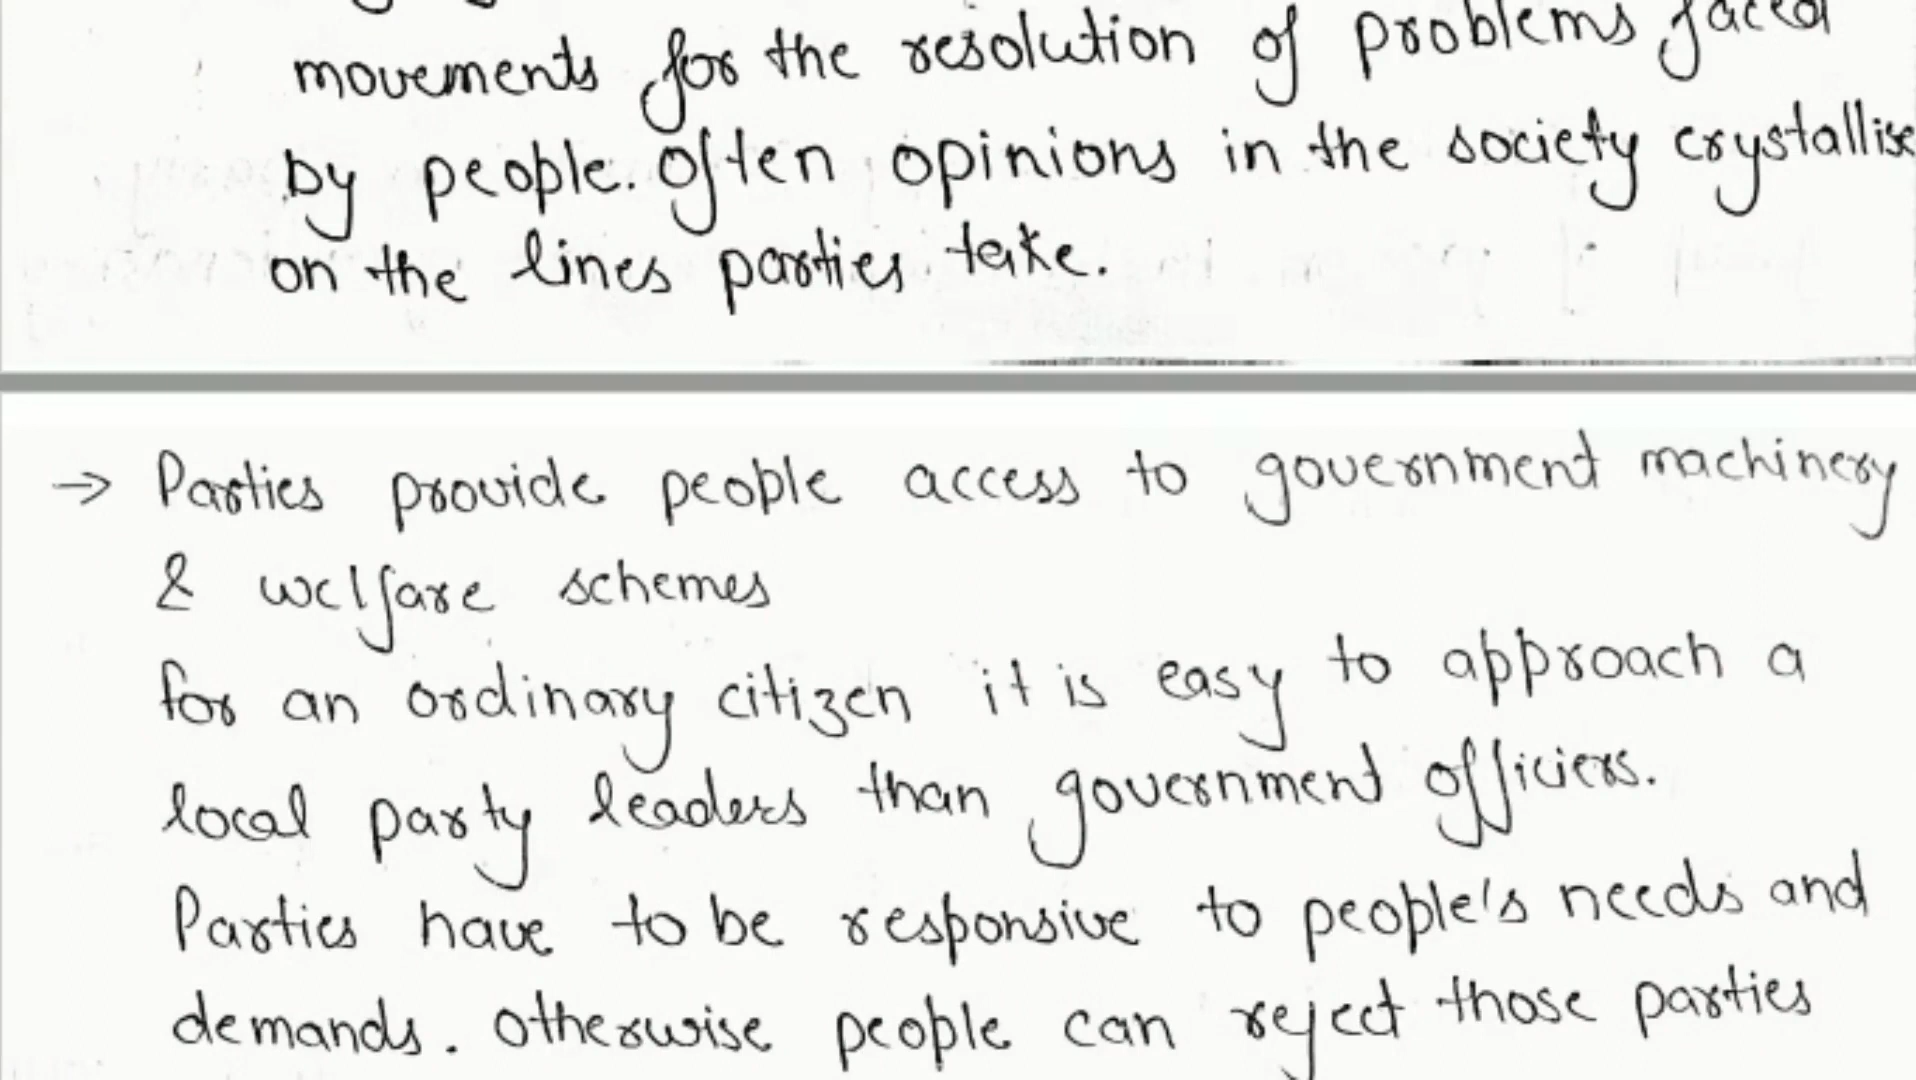 movements for the resolution of problems faced
by people. Often opinions in the society crystallise
on the lines parties take.
→ Parties provide people access to government machinery
& welfare schemes
for an ordinary citizen it is easy to approach a
local party leaders than government officiers.
Parties have to be responsive to people's needs and
demands. Otherwise people can reject those parties